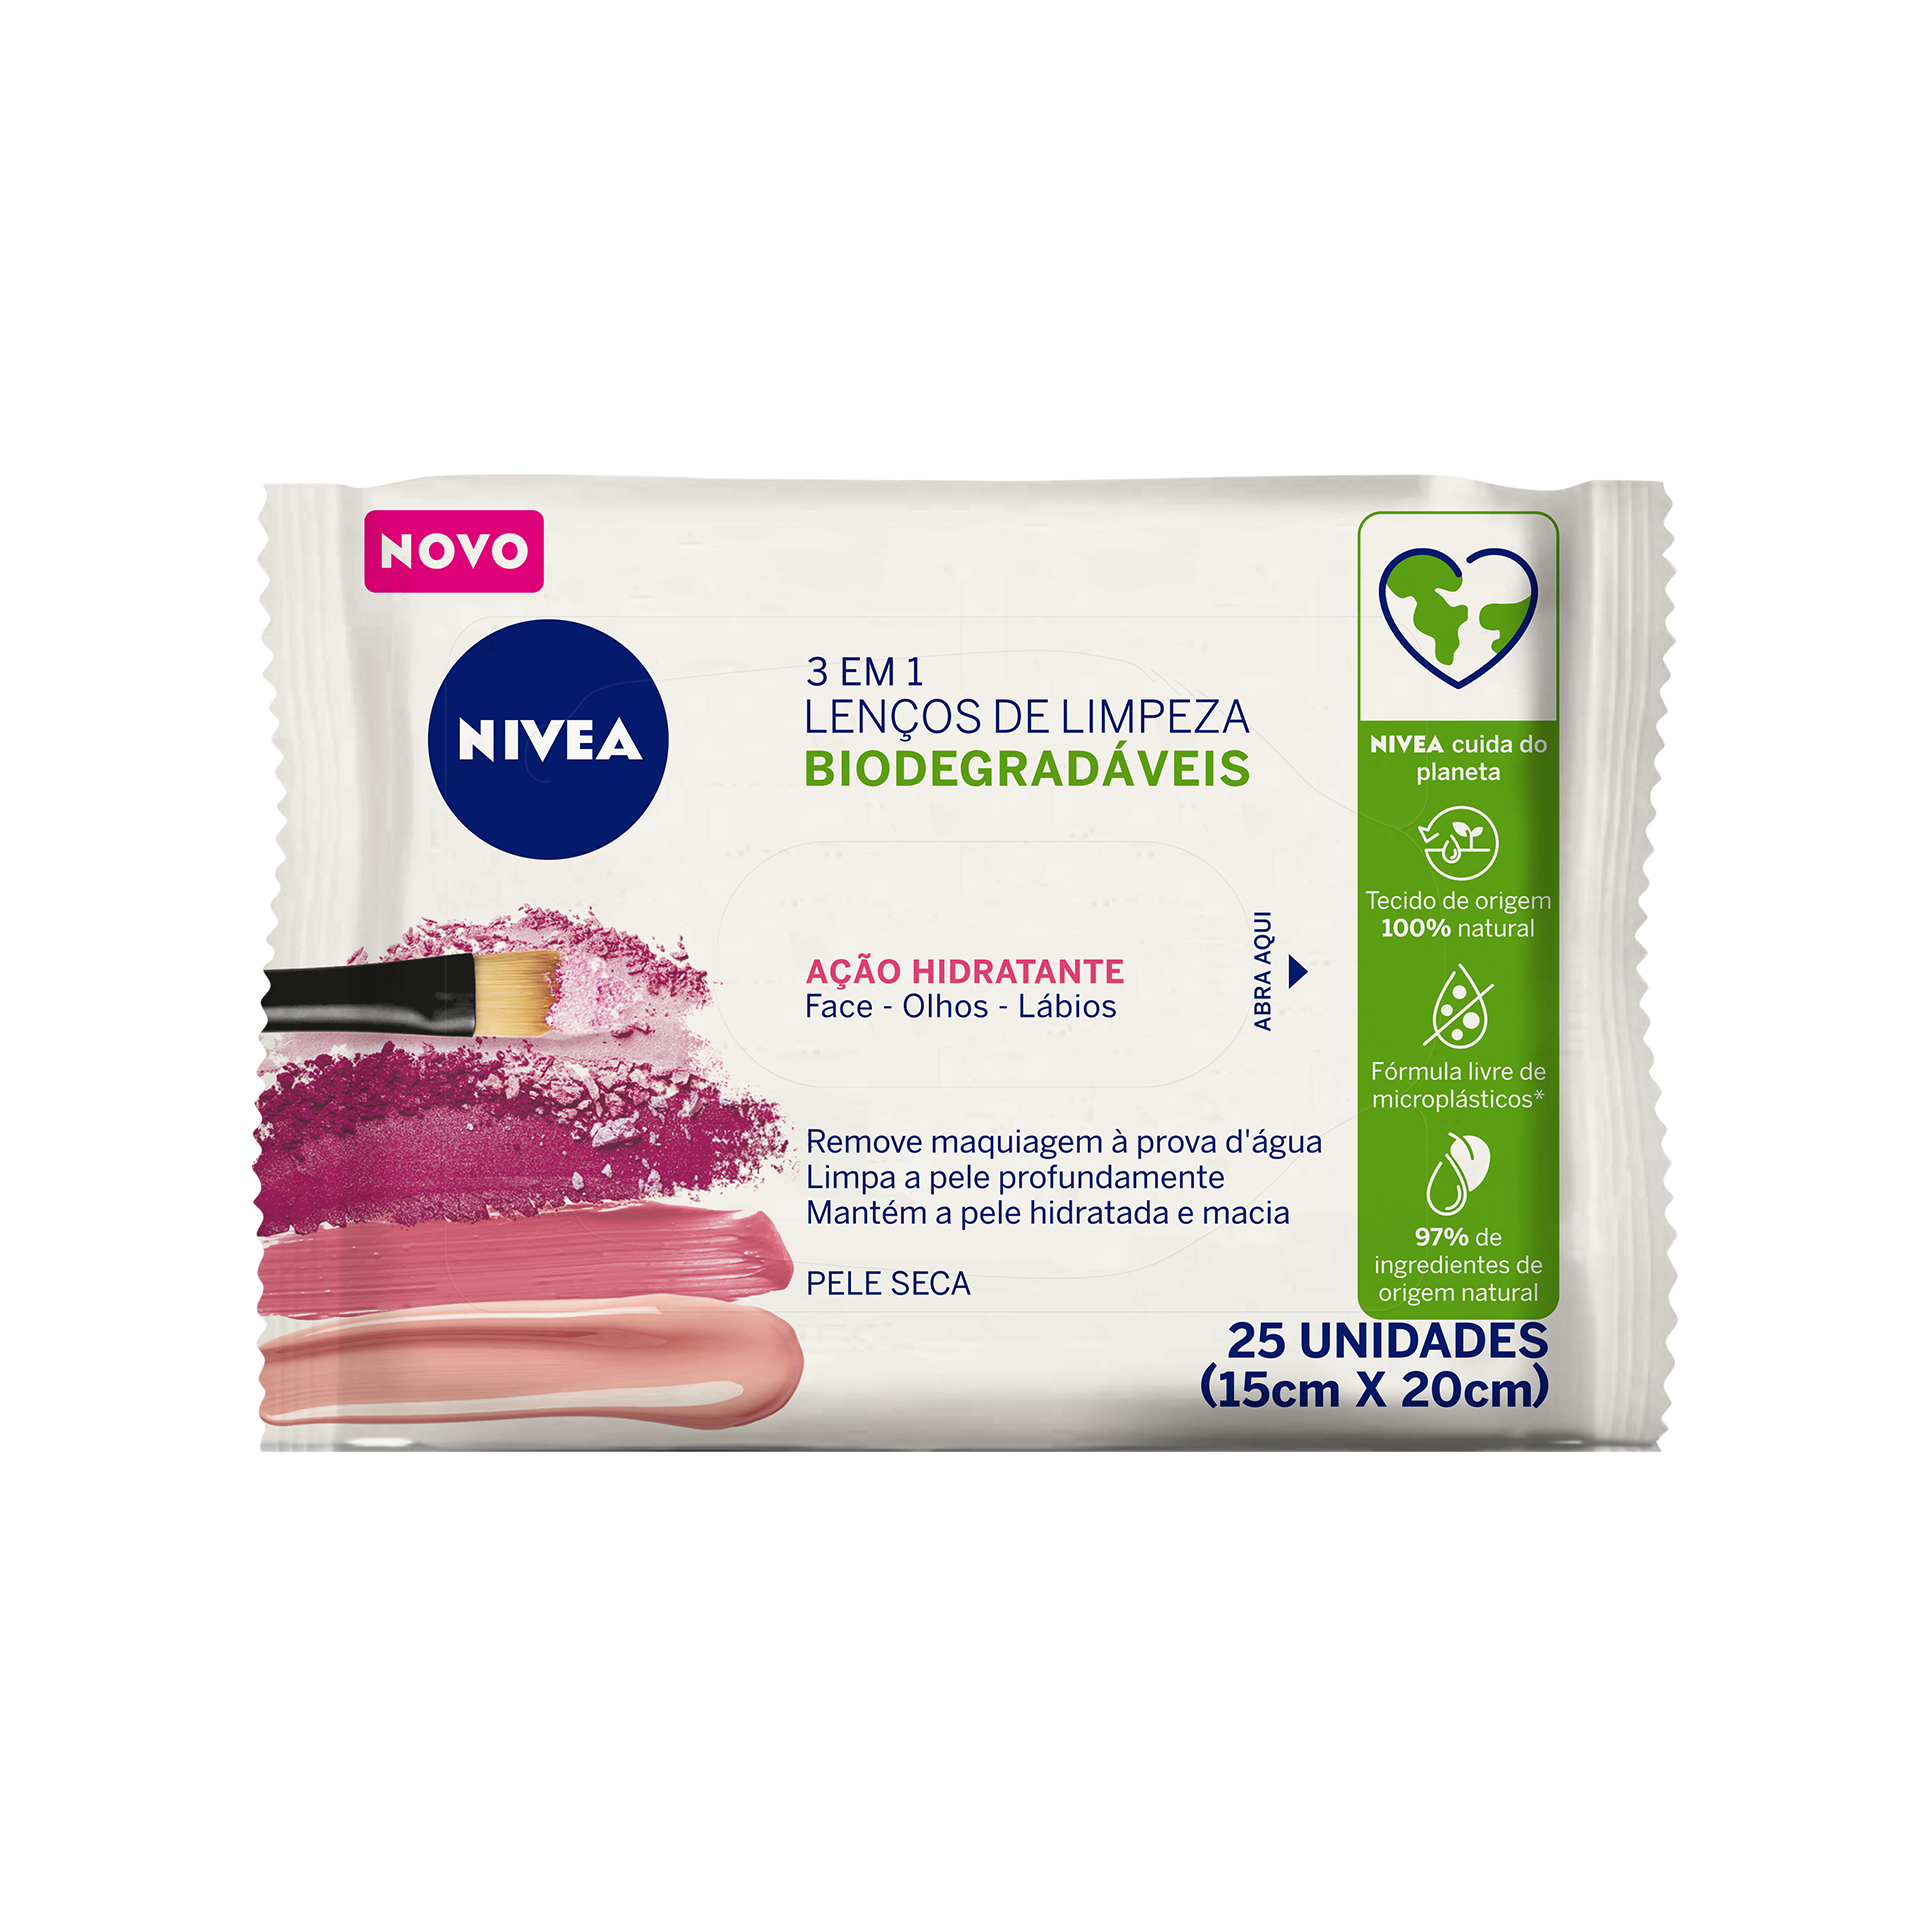 NOVO
NIVEA
3 EM 1
LENÇOS DE LIMPEZA
BIODEGRADÁVEIS
AÇÃO HIDRATANTE
Face - Olhos - Lábios
ABRA AQUI
Remove maquiagem à prova d'água
Limpa a pele profundamente
Mantém a pele hidratada e macia
PELE SECA
NIVEA cuida do
planeta
Tecido de origem
100% natural
Fórmula livre de
microplásticos*
97% de
ingredientes de
origem natural
25 UNIDADES
(15cm X 20cm)